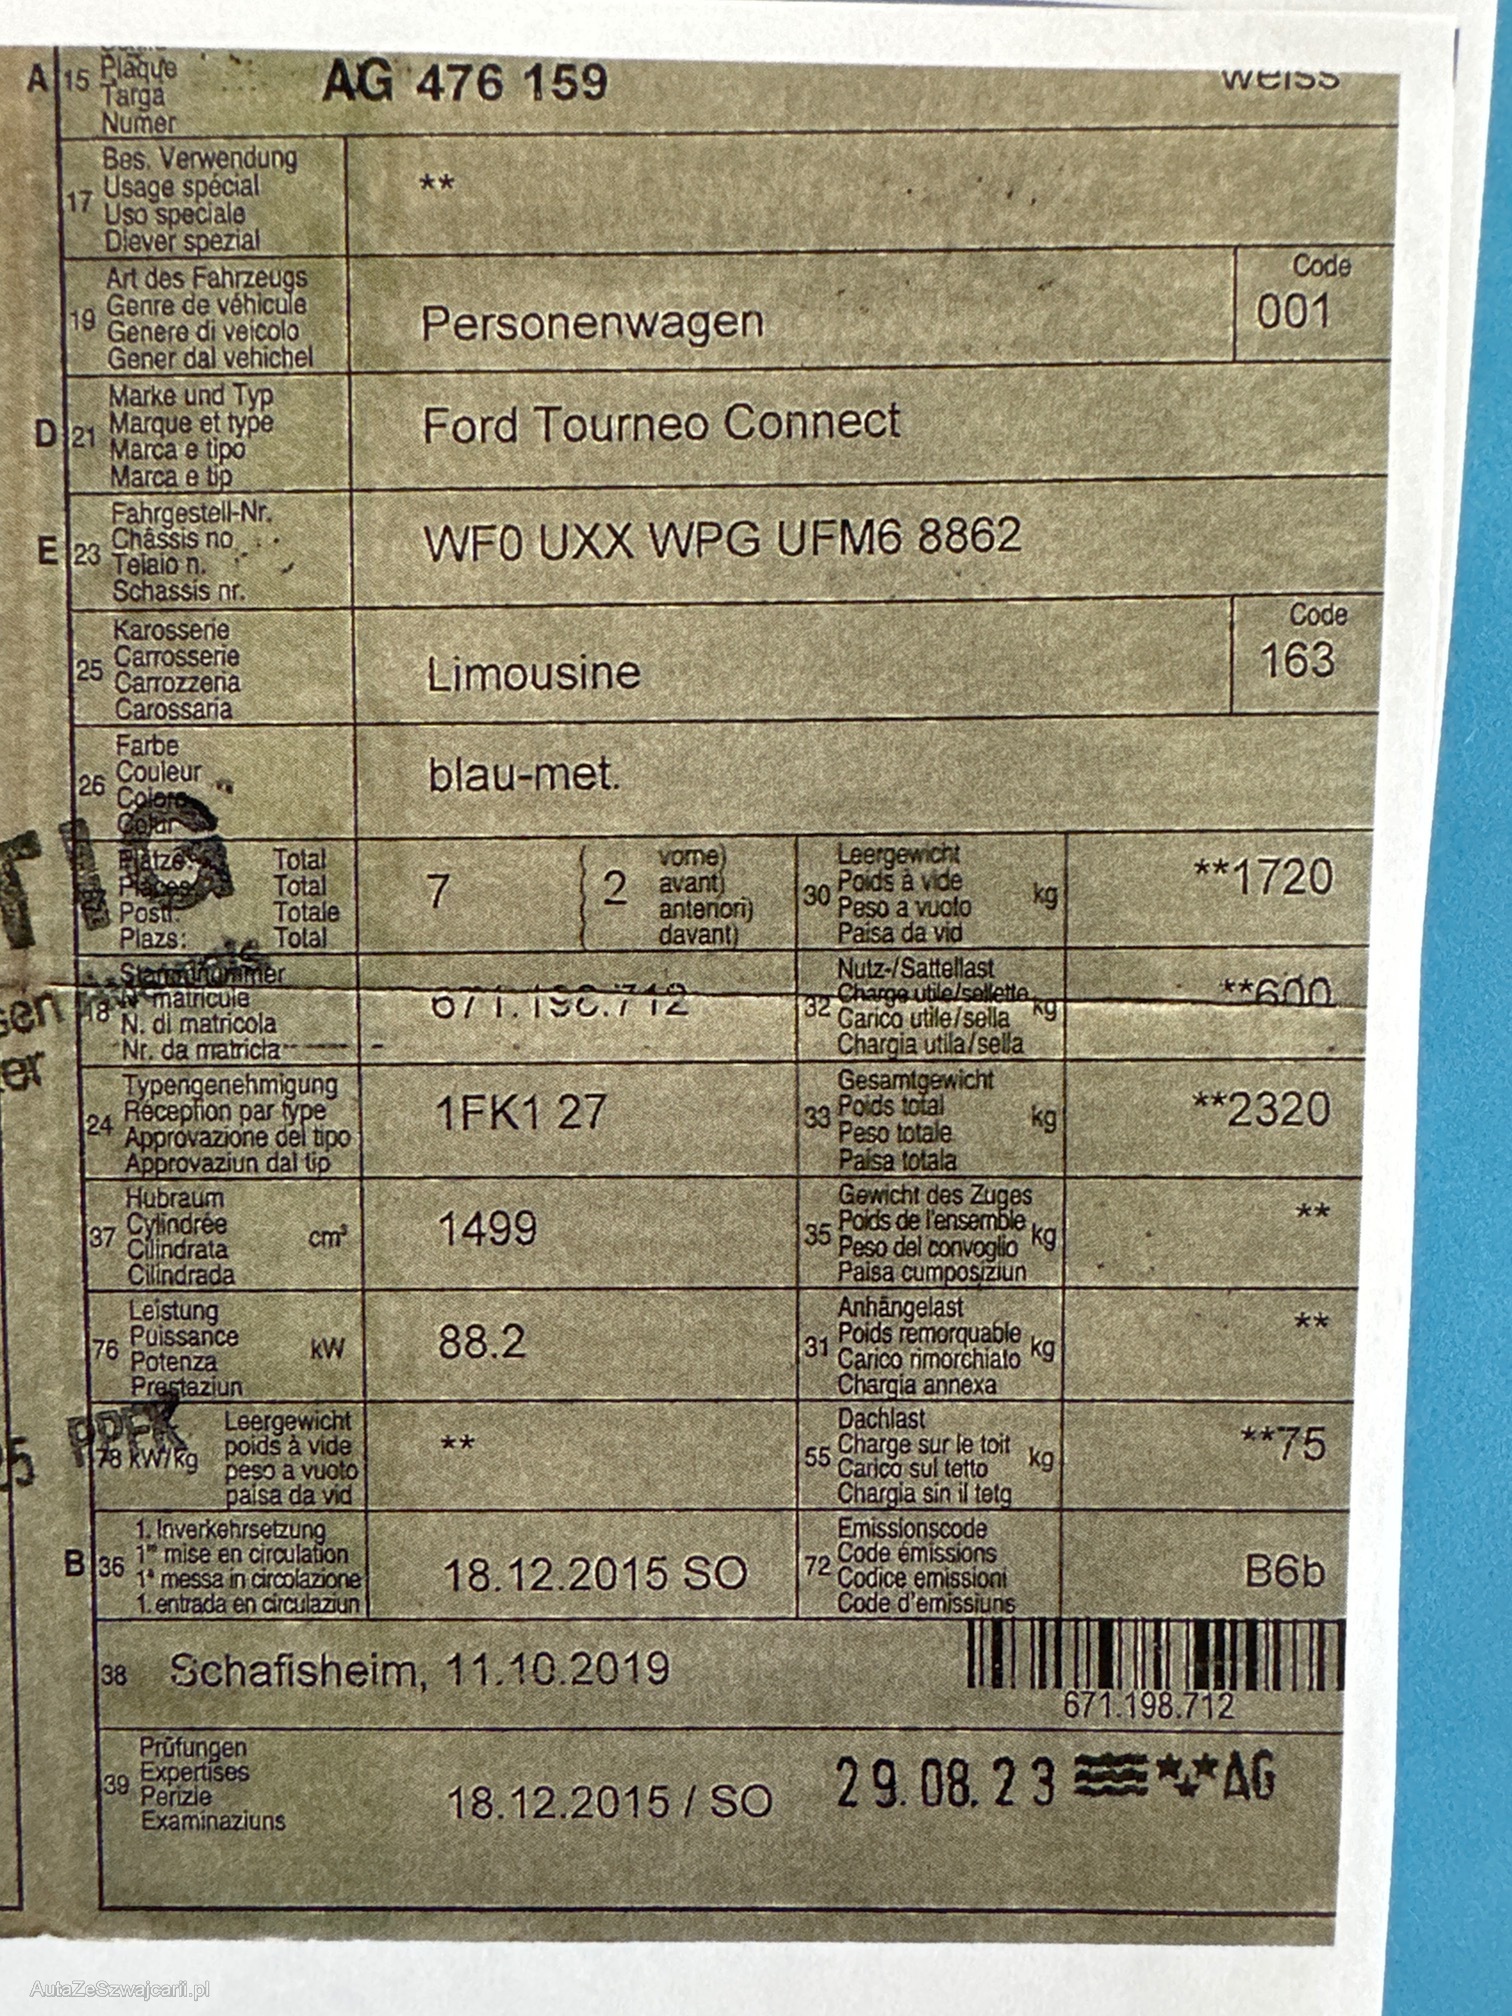 A 15 Plaque AG 476 159 weiss
Targa
Numer
Bes. Verwendung
17 Usage spécial **
Uso speciale
Diever spezial
Art des Fahrzeugs Code
19 Genre de véhicule Personenwagen 001
Genere di veicolo
Gener dal vehichel
Marke und Typ
D 21 Marque et type Ford Tourneo Connect
Marca e tipo
Marca e tip
Fahrgestell-Nr.
E 23 Châssis no WF0 UXX WPG UFM6 8862
Telaio n.
Schassis nr.
Karosserie Code
25 Carrosserie Limousine 163
Carrozzeria
Carossaria
Farbe
26 Couleur blau-met.
Colore
Colur
Plätze Total 7 ( 2 vorne)
Places Total avant)
Posti: Totale anteriori)
Plazs: Total davant)
Leergewicht
30 Poids à vide kg **1720
Peso a vuoto
Paisa da vid
Stammnummer
18 N° matricule 671.198.712
N. di matricola
Nr. da matricla
Nutz-/Sattellast
32 Charge utile/sellette kg **600
Carico utile/sella
Chargia utila/sella
Typengenehmigung
24 Réception par type 1FK1 27
Approvazione del tipo
Approvaziun dal tip
Gesamtgewicht
33 Poids total kg **2320
Peso totale
Paisa totala
Hubraum
37 Cylindrée cm³ 1499
Cilindrata
Cilindrada
Gewicht des Zuges
35 Poids de l'ensemble kg **
Peso del convoglio
Paisa cumposiziun
Leistung
76 Puissance kW 88.2
Potenza
Prestaziun
Anhängelast
31 Poids remorquable kg **
Carico rimorchiato
Chargia annexa
PPFK
78 kW/kg Leergewicht **
poids à vide
peso a vuoto
paisa da vid
Dachlast
55 Charge sur le toit kg **75
Carico sul tetto
Chargia sin il tetg
1. Inverkehrsetzung
B 36 1re mise en circulation 18.12.2015 SO
1a messa in circolazione
1. entrada en circulaziun
Emissionscode
72 Code émissions B6b
Codice emissioni
Code d'emissiuns
38 Schafisheim, 11.10.2019
671.198.712
Prüfungen
39 Expertises 18.12.2015 / SO 29.08.23 AG
Perizie
Examinaziuns
AutaZeSzwajcarii.pl